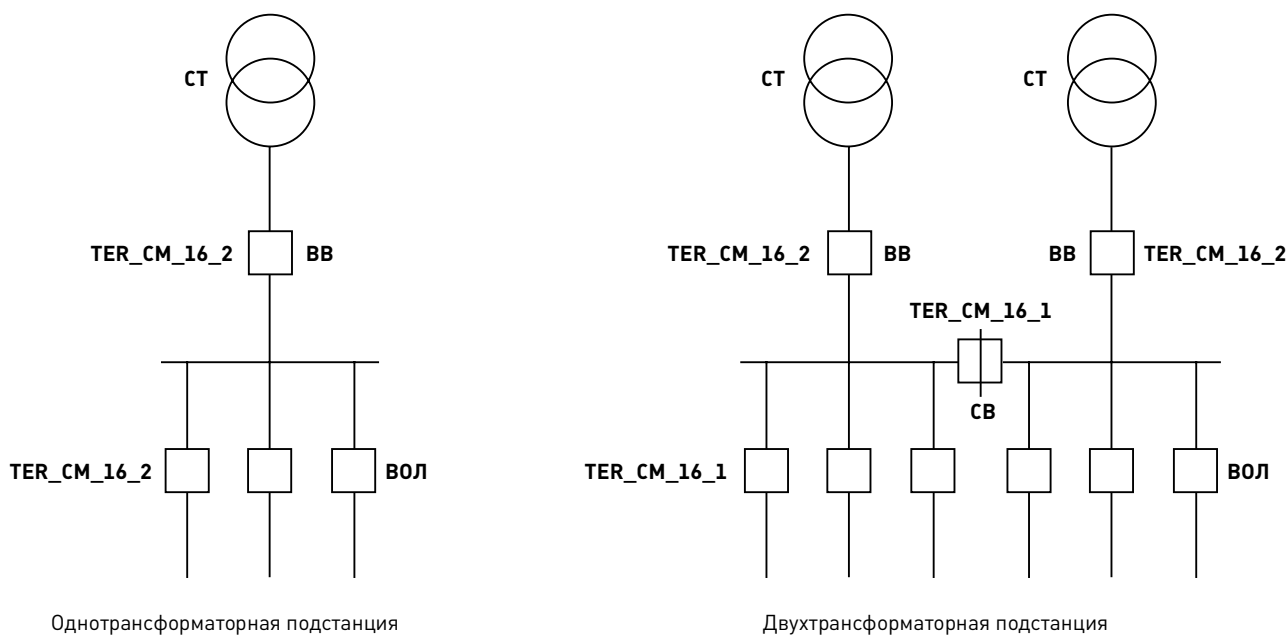 СТ
СТ
СТ
TER_CM_16_2
ВВ
TER_CM_16_2
ВВ
ВВ
TER_CM_16_2
TER_CM_16_1
СВ
TER_CM_16_2
ВОЛ
TER_CM_16_1
ВОЛ
Однотрансформаторная подстанция
Двухтрансформаторная подстанция